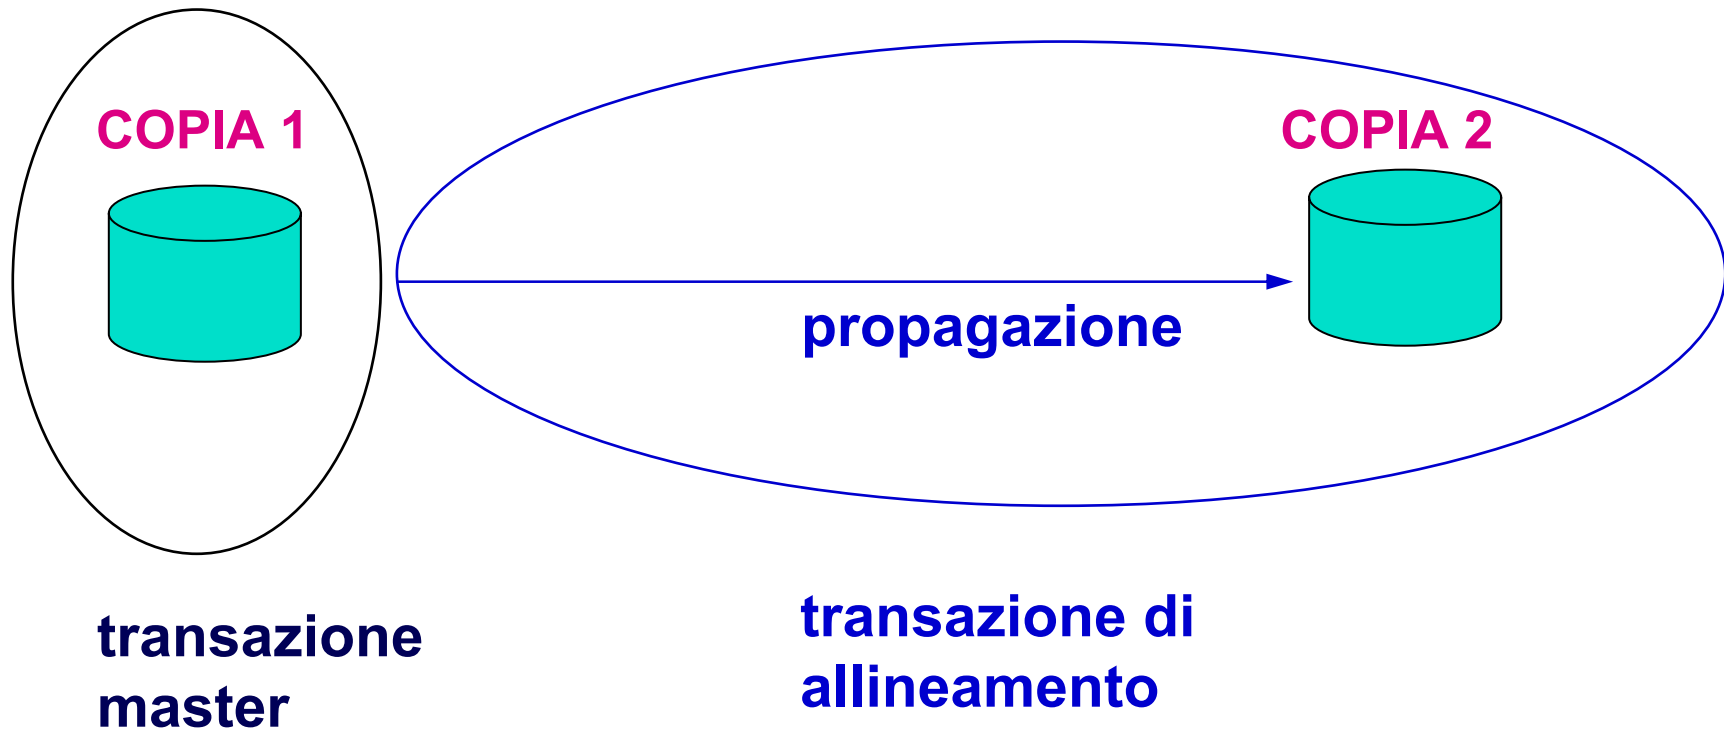 COPIA 1
COPIA 2
propagazione
transazione
master
transazione di
allineamento